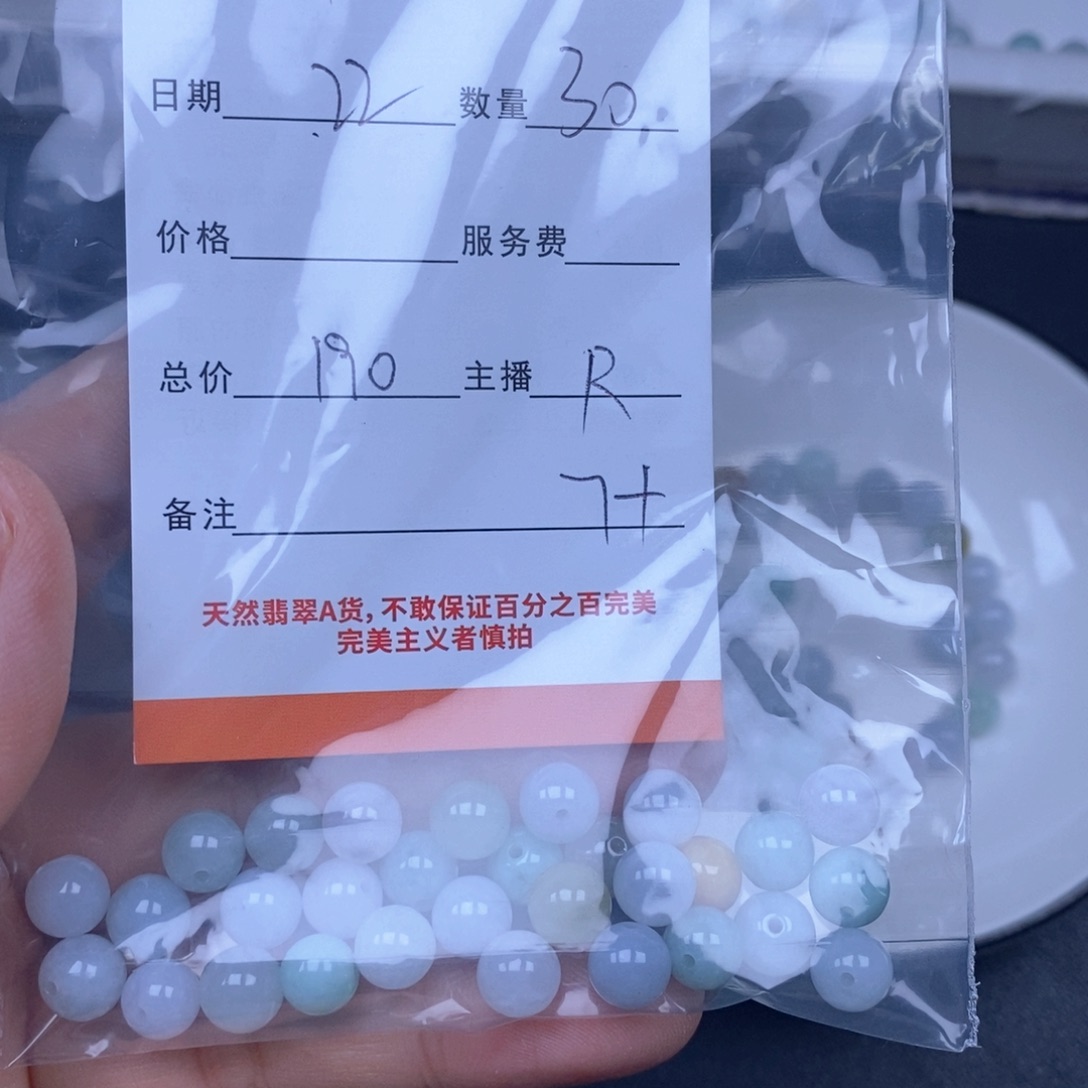 日期 22 数量 30
价格 服务费
总价 190 主播 R
备注 7+
天然翡翠A货，不敢保证百分之百完美
完美主义者慎拍